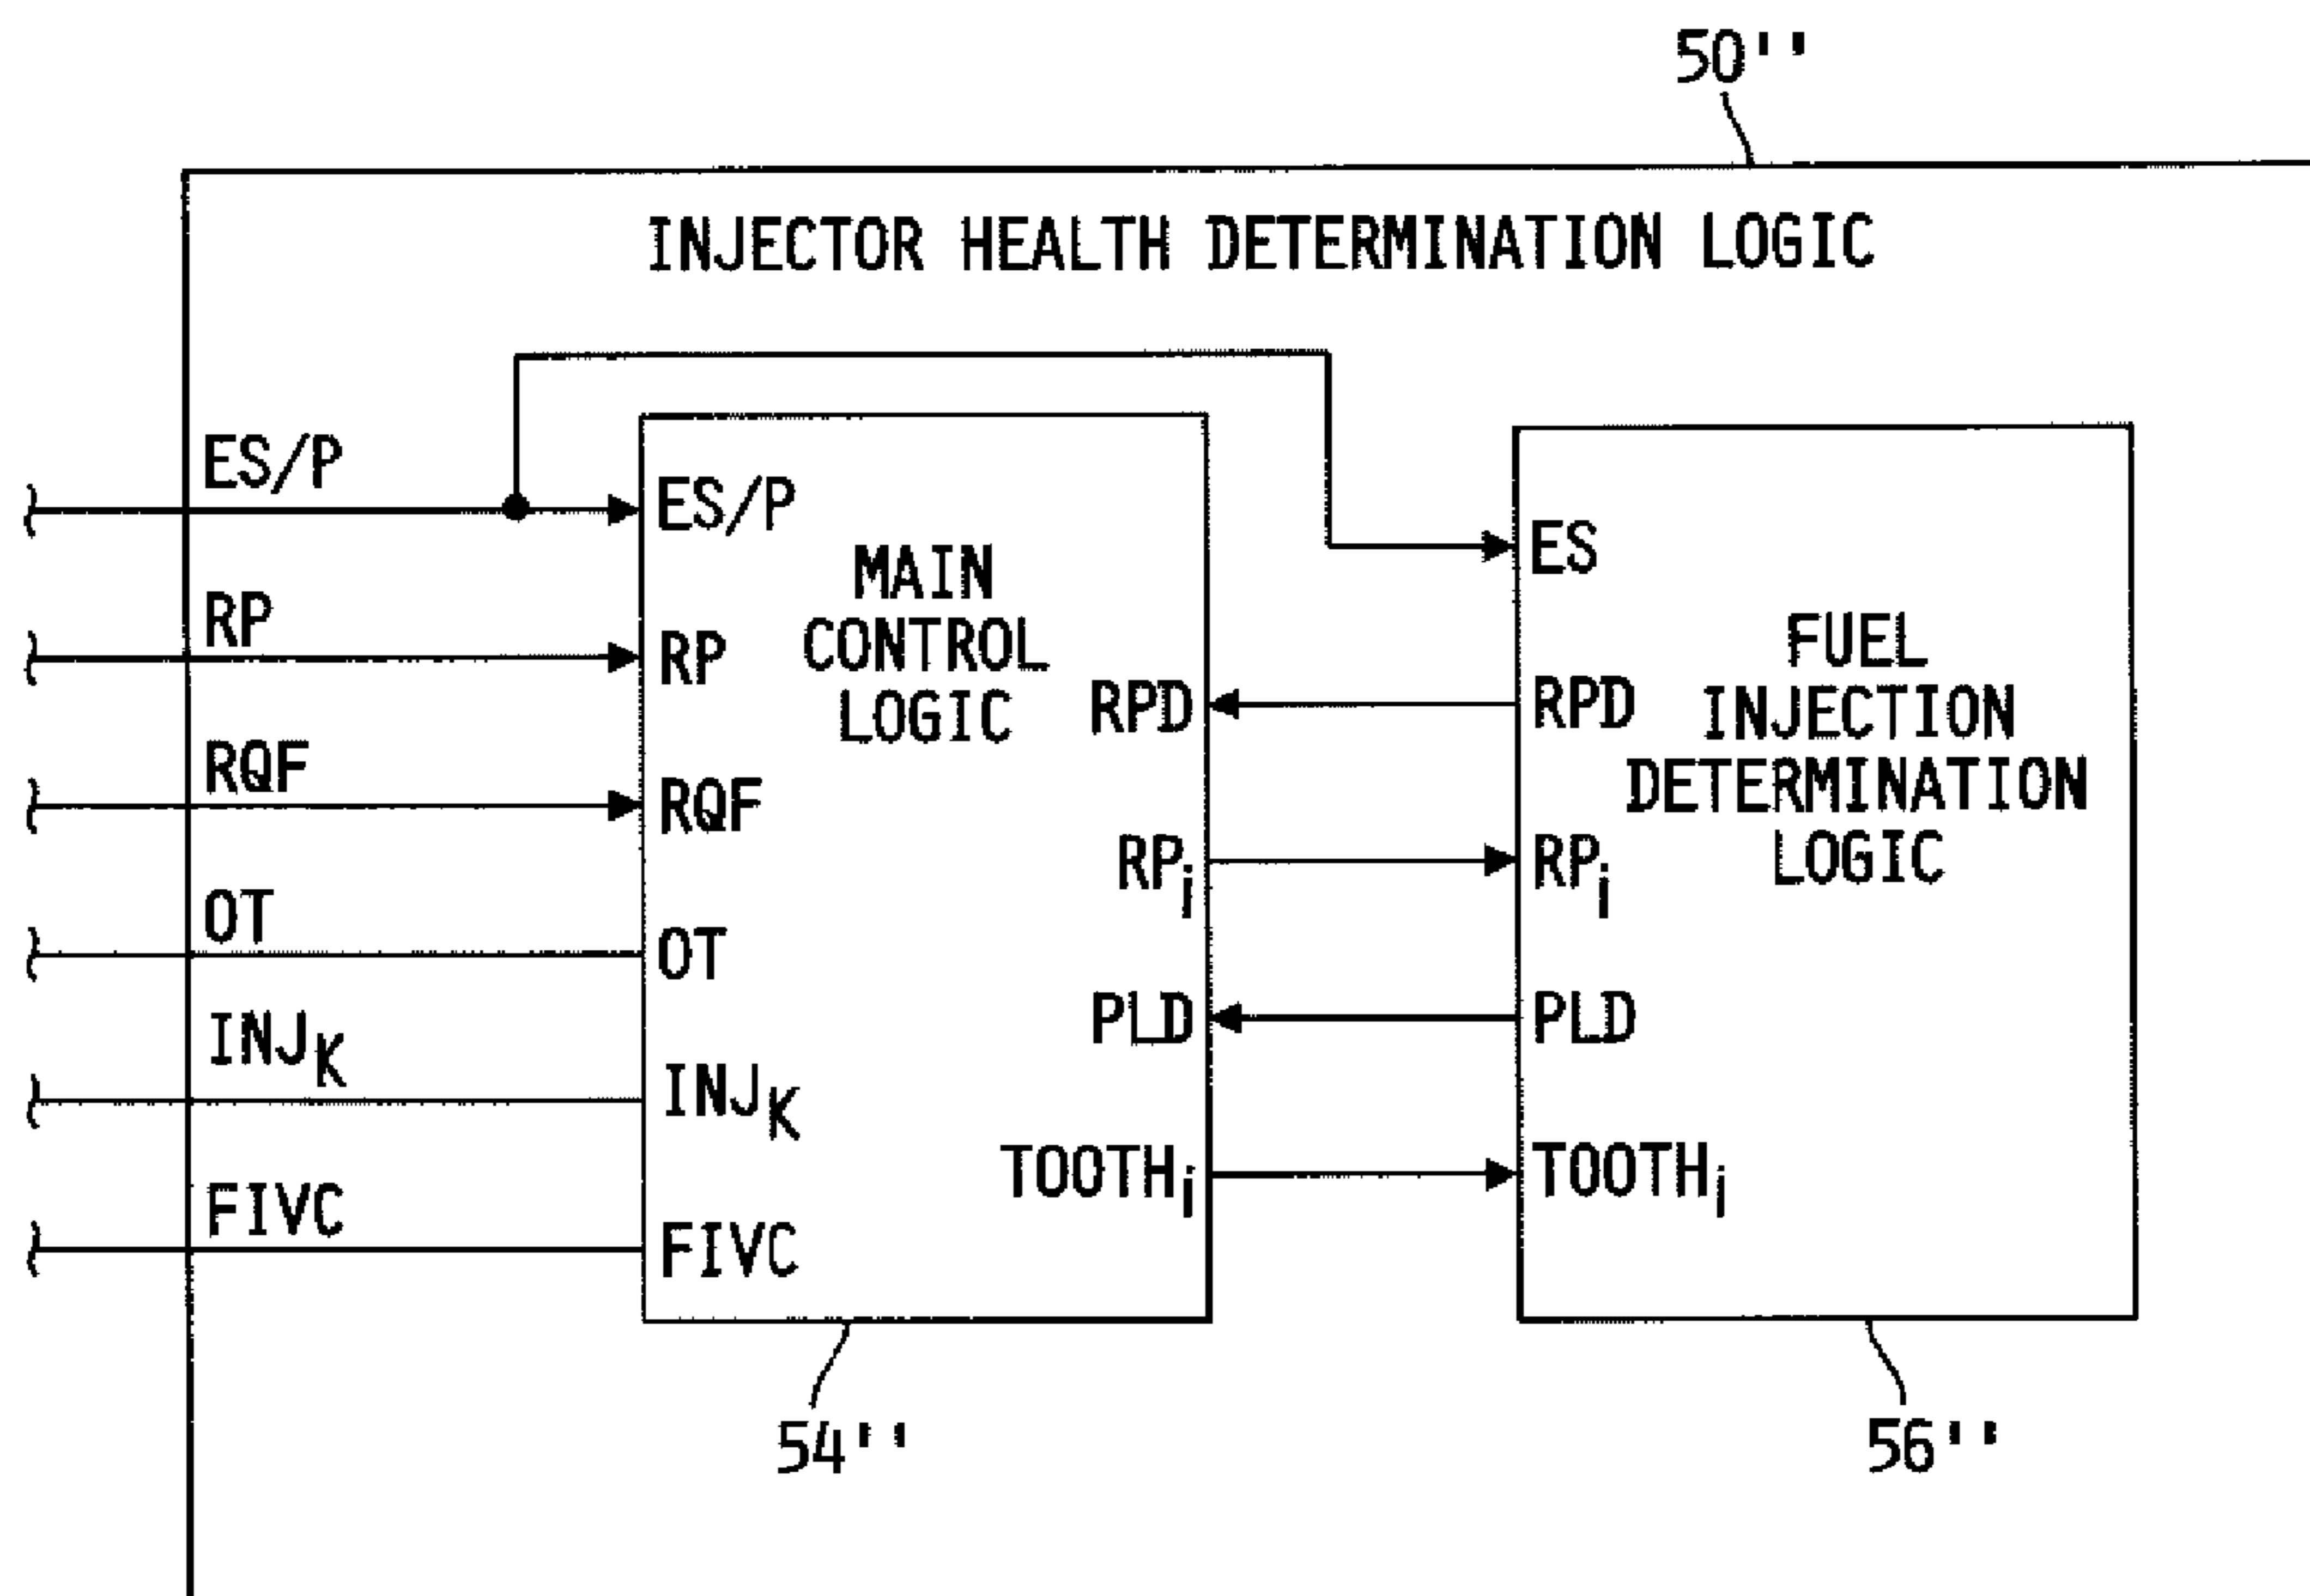 50''
INJECTOR HEALTH DETERMINATION LOGIC
ES/P
RP
RQF
OT
INJK
FIVC
ES/P
RP
RQF
OT
INJK
FIVC
MAIN
CONTROL
LOGIC
RPD
RPi
PLD
TOOTHi
ES
RPD
RPi
PLD
TOOTHi
FUEL
INJECTION
DETERMINATION
LOGIC
54''
56''